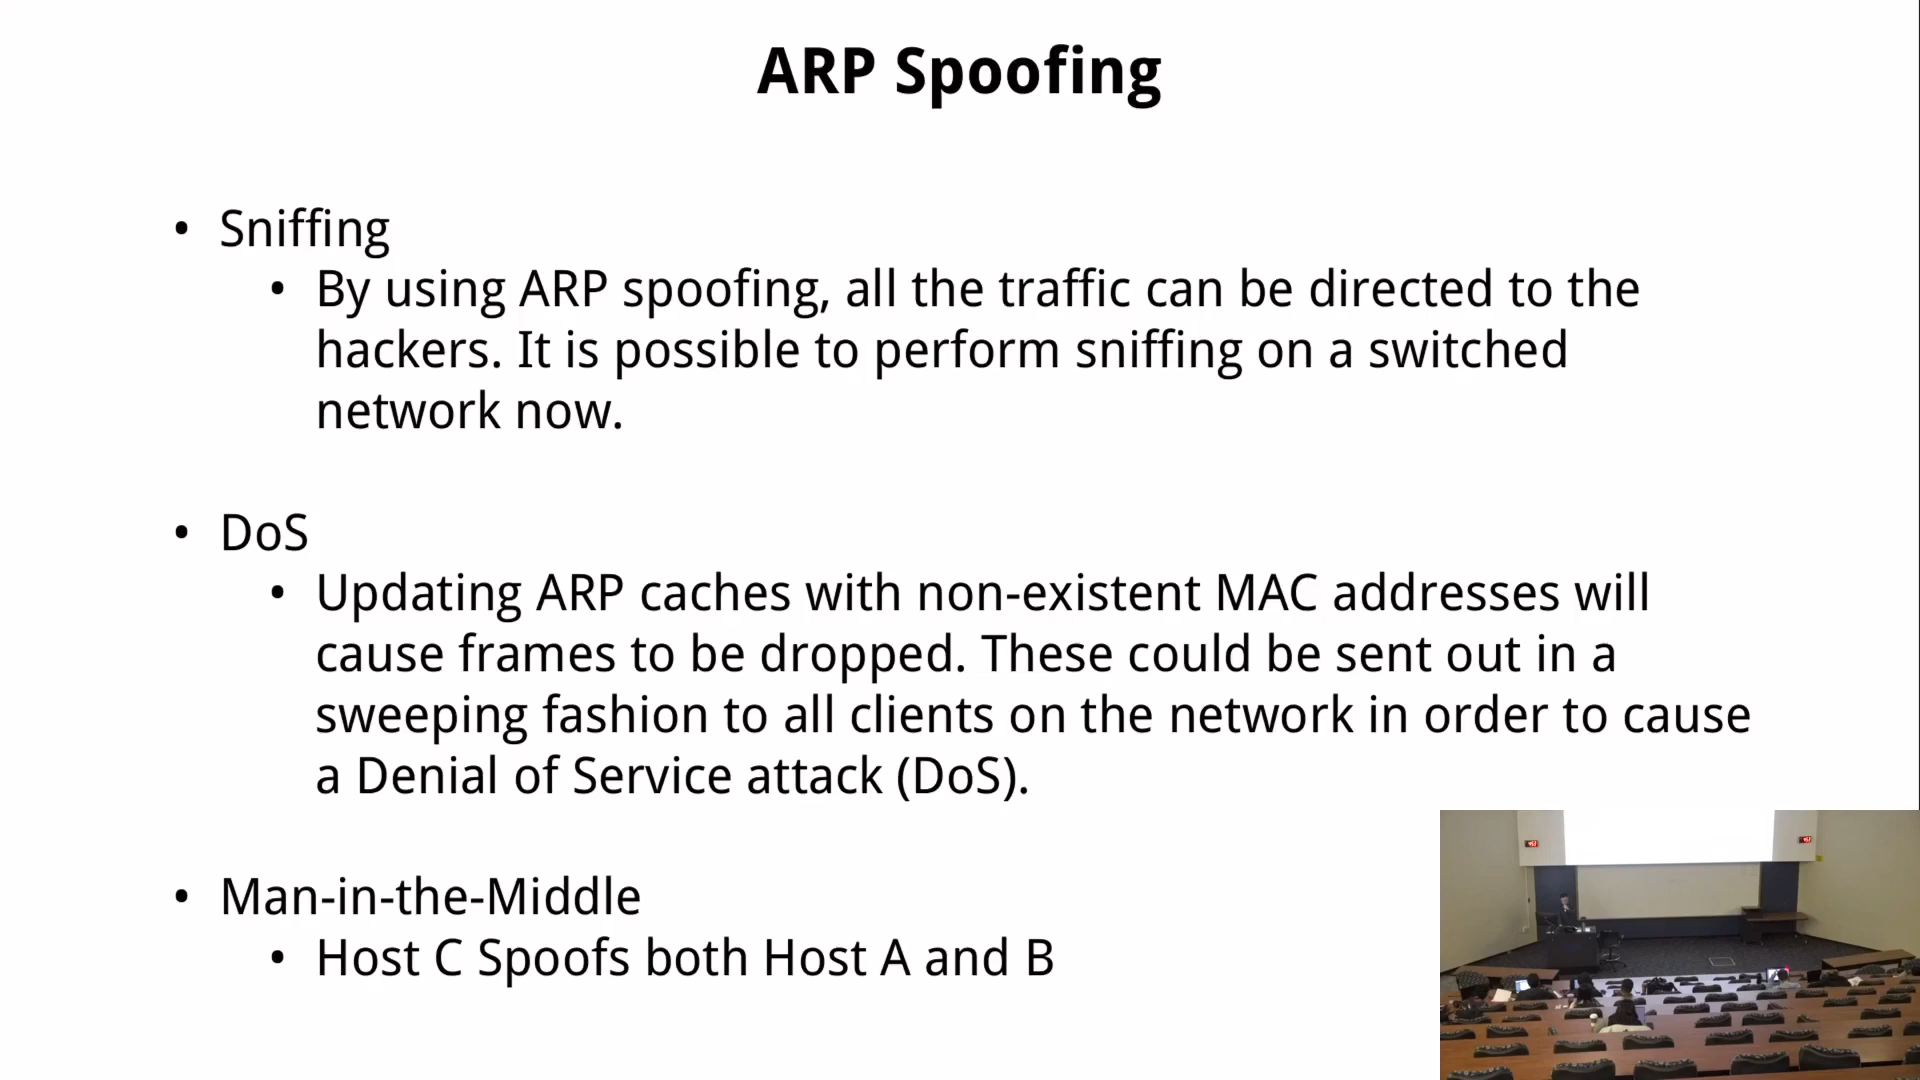 ARP Spoofing
• Sniffing
• By using ARP spoofing, all the traffic can be directed to the
hackers. It is possible to perform sniffing on a switched
network now.
• DoS
• Updating ARP caches with non-existent MAC addresses will
cause frames to be dropped. These could be sent out in a
sweeping fashion to all clients on the network in order to cause
a Denial of Service attack (DoS).
• Man-in-the-Middle
• Host C Spoofs both Host A and B